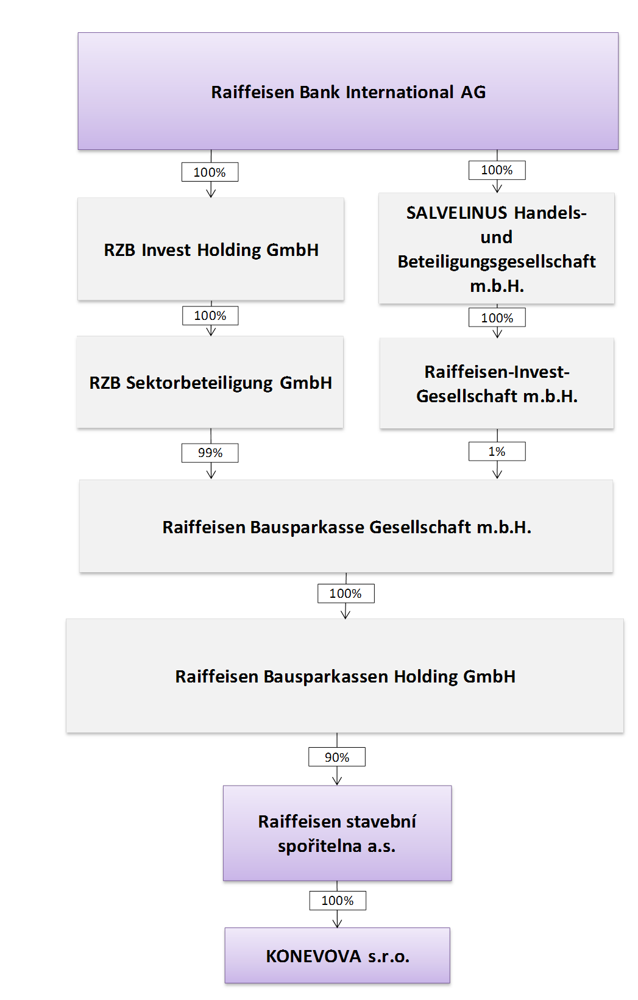 Raiffeisen Bank International AG
100%
100%
RZB Invest Holding GmbH
SALVELINUS Handels-
und
Beteiligungsgesellschaft
m.b.H.
100%
100%
RZB Sektorbeteiligung GmbH
Raiffeisen-Invest-
Gesellschaft m.b.H.
99%
1%
Raiffeisen Bausparkasse Gesellschaft m.b.H.
100%
Raiffeisen Bausparkassen Holding GmbH
90%
Raiffeisen stavební
spořitelna a.s.
100%
KONEVOVA s.r.o.